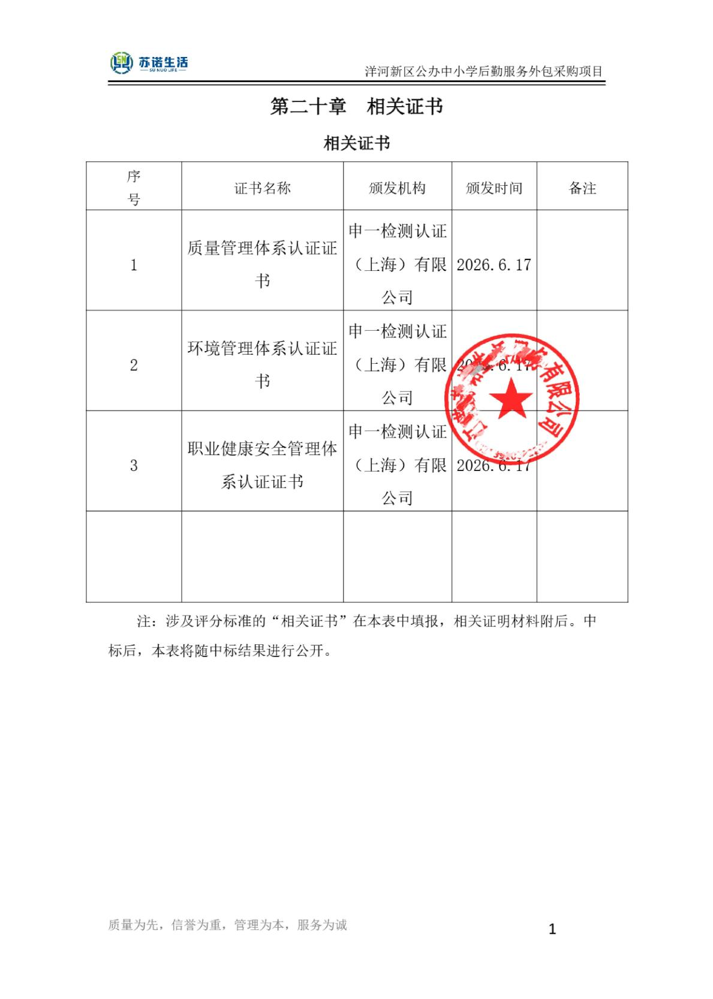 苏诺生活
SU NUO LIFE
洋河新区公办中小学后勤服务外包采购项目
第二十章 相关证书
相关证书
序
号
证书名称
颁发机构
颁发时间
备注
1
质量管理体系认证证
书
申一检测认证
（上海）有限
公司
2026.6.17
2
环境管理体系认证证
书
申一检测认证
（上海）有限
公司
有限公司
3
职业健康安全管理体
系认证证书
申一检测认证
（上海）有限
公司
2026.6.17
注：涉及评分标准的“相关证书”在本表中填报，相关证明材料附后。中
标后，本表将随中标结果进行公开。
质量为先，信誉为重，管理为本，服务为诚
1